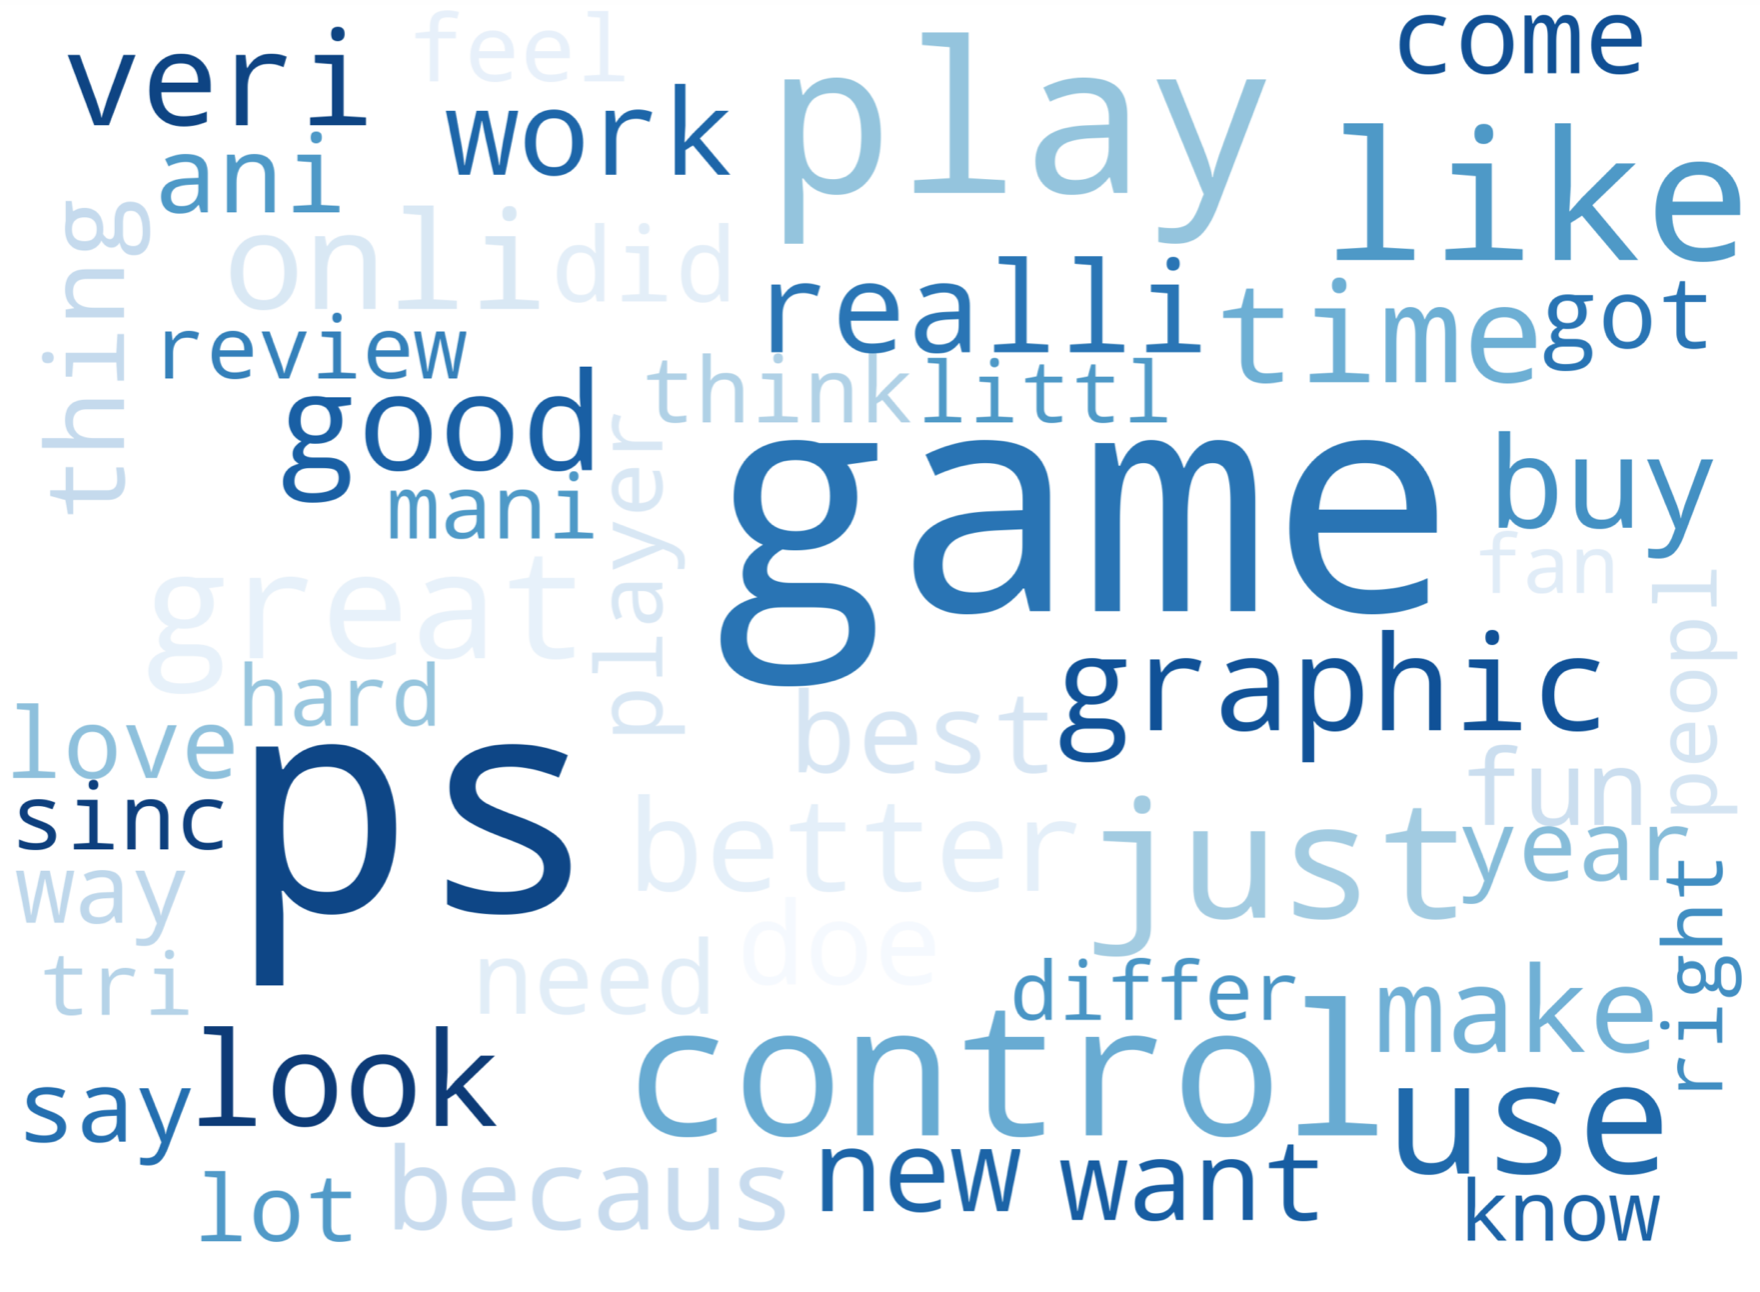 veri
feel
come
work
play
ani
like
thing
onli
did
realli
time
got
review
think
littl
good
game
buy
mani
player
fan
great
peopl
graphic
hard
best
love
ps
fun
sinc
better
just
year
way
right
doe
tri
need
differ
make
look
control
use
say
becaus
new
want
lot
know